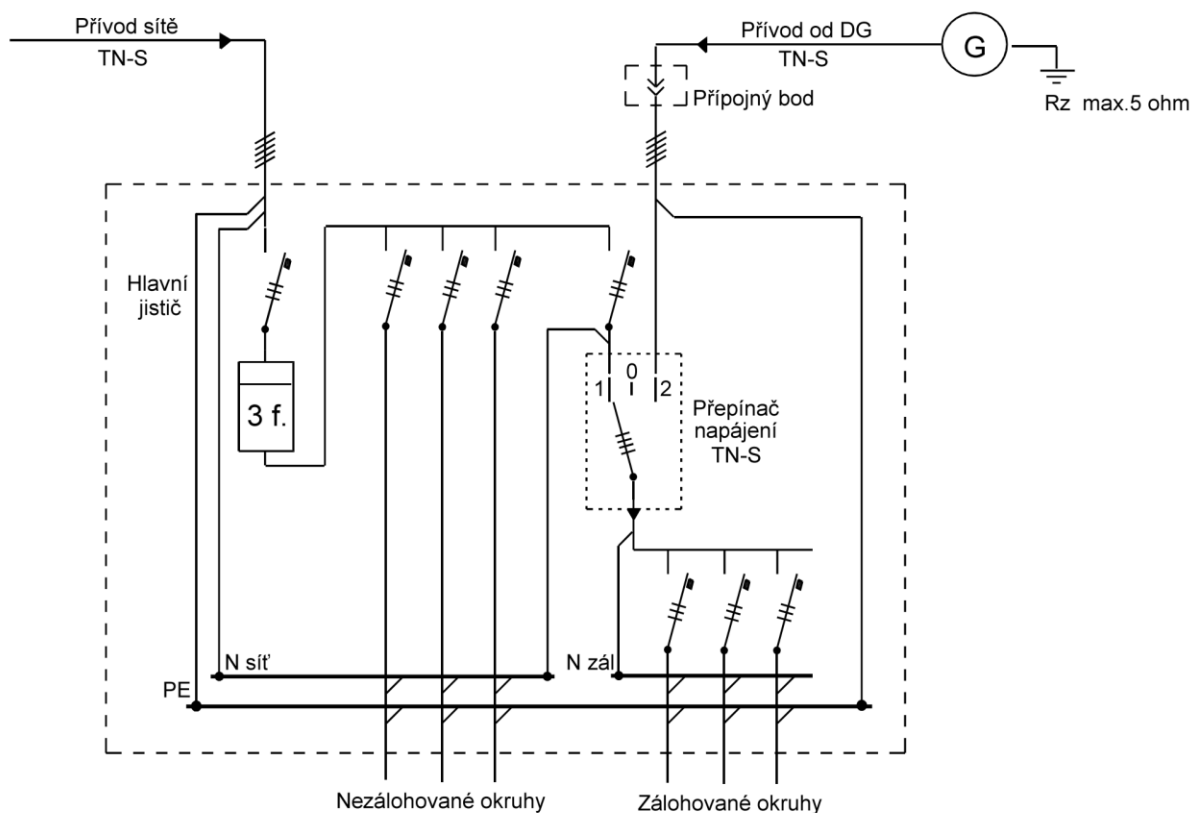 Přívod sítě
TN-S
Přívod od DG
TN-S
G
Rz max.5 ohm
Přípojný bod
Hlavní
jistič
3 f.
0
1
2
Přepínač
napájení
TN-S
N síť
N zál
PE
Nezálohované okruhy
Zálohované okruhy